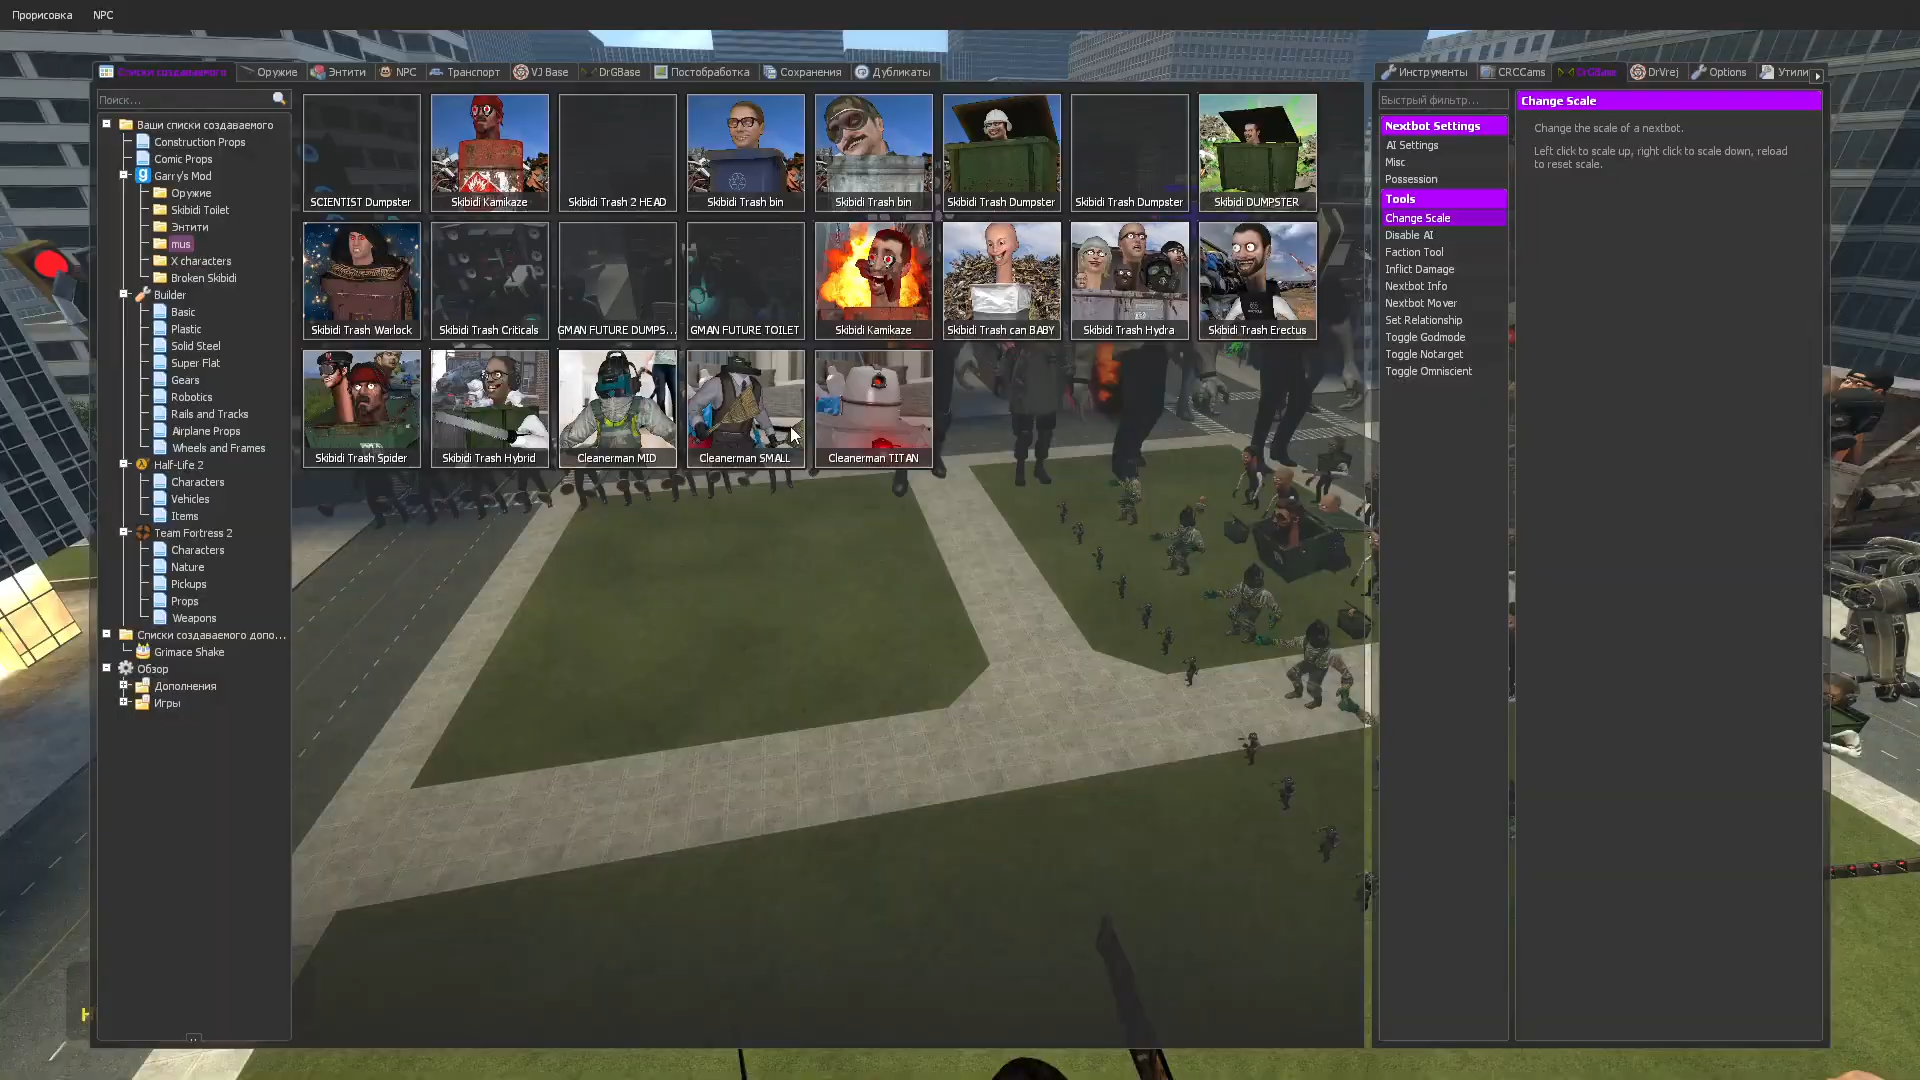 Прорисовка NPC
Списки создаваемого Оружие Энтити NPC Транспорт VJ Base DrGBase Постобработка Сохранения Дубликаты
Инструменты CRCCams DrGBase DrVrej Options Утили
Поиск...
Ваши списки создаваемого
Construction Props
Comic Props
Garry's Mod
Оружие
Skibidi Toilet
Энтити
mus
X characters
Broken Skibidi
Builder
Basic
Plastic
Solid Steel
Super Flat
Gears
Robotics
Rails and Tracks
Airplane Props
Wheels and Frames
Half-Life 2
Characters
Vehicles
Items
Team Fortress 2
Characters
Nature
Pickups
Props
Weapons
Списки создаваемого допо...
Grimace Shake
Обзор
Дополнения
Игры
SCIENTIST Dumpster
Skibidi Kamikaze
Skibidi Trash 2 HEAD
Skibidi Trash bin
Skibidi Trash bin
Skibidi Trash Dumpster
Skibidi Trash Dumpster
Skibidi DUMPSTER
Skibidi Trash Warlock
Skibidi Trash Criticals
GMAN FUTURE DUMPS...
GMAN FUTURE TOILET
Skibidi Kamikaze
Skibidi Trash can BABY
Skibidi Trash Hydra
Skibidi Trash Erectus
Skibidi Trash Spider
Skibidi Trash Hybrid
Cleanerman MID
Cleanerman SMALL
Cleanerman TITAN
Быстрый фильтр...
Nextbot Settings
AI Settings
Misc
Possession
Tools
Change Scale
Disable AI
Faction Tool
Inflict Damage
Nextbot Info
Nextbot Mover
Set Relationship
Toggle Godmode
Toggle Notarget
Toggle Omniscient
Change Scale
Change the scale of a nextbot.
Left click to scale up, right click to scale down, reload
to reset scale.